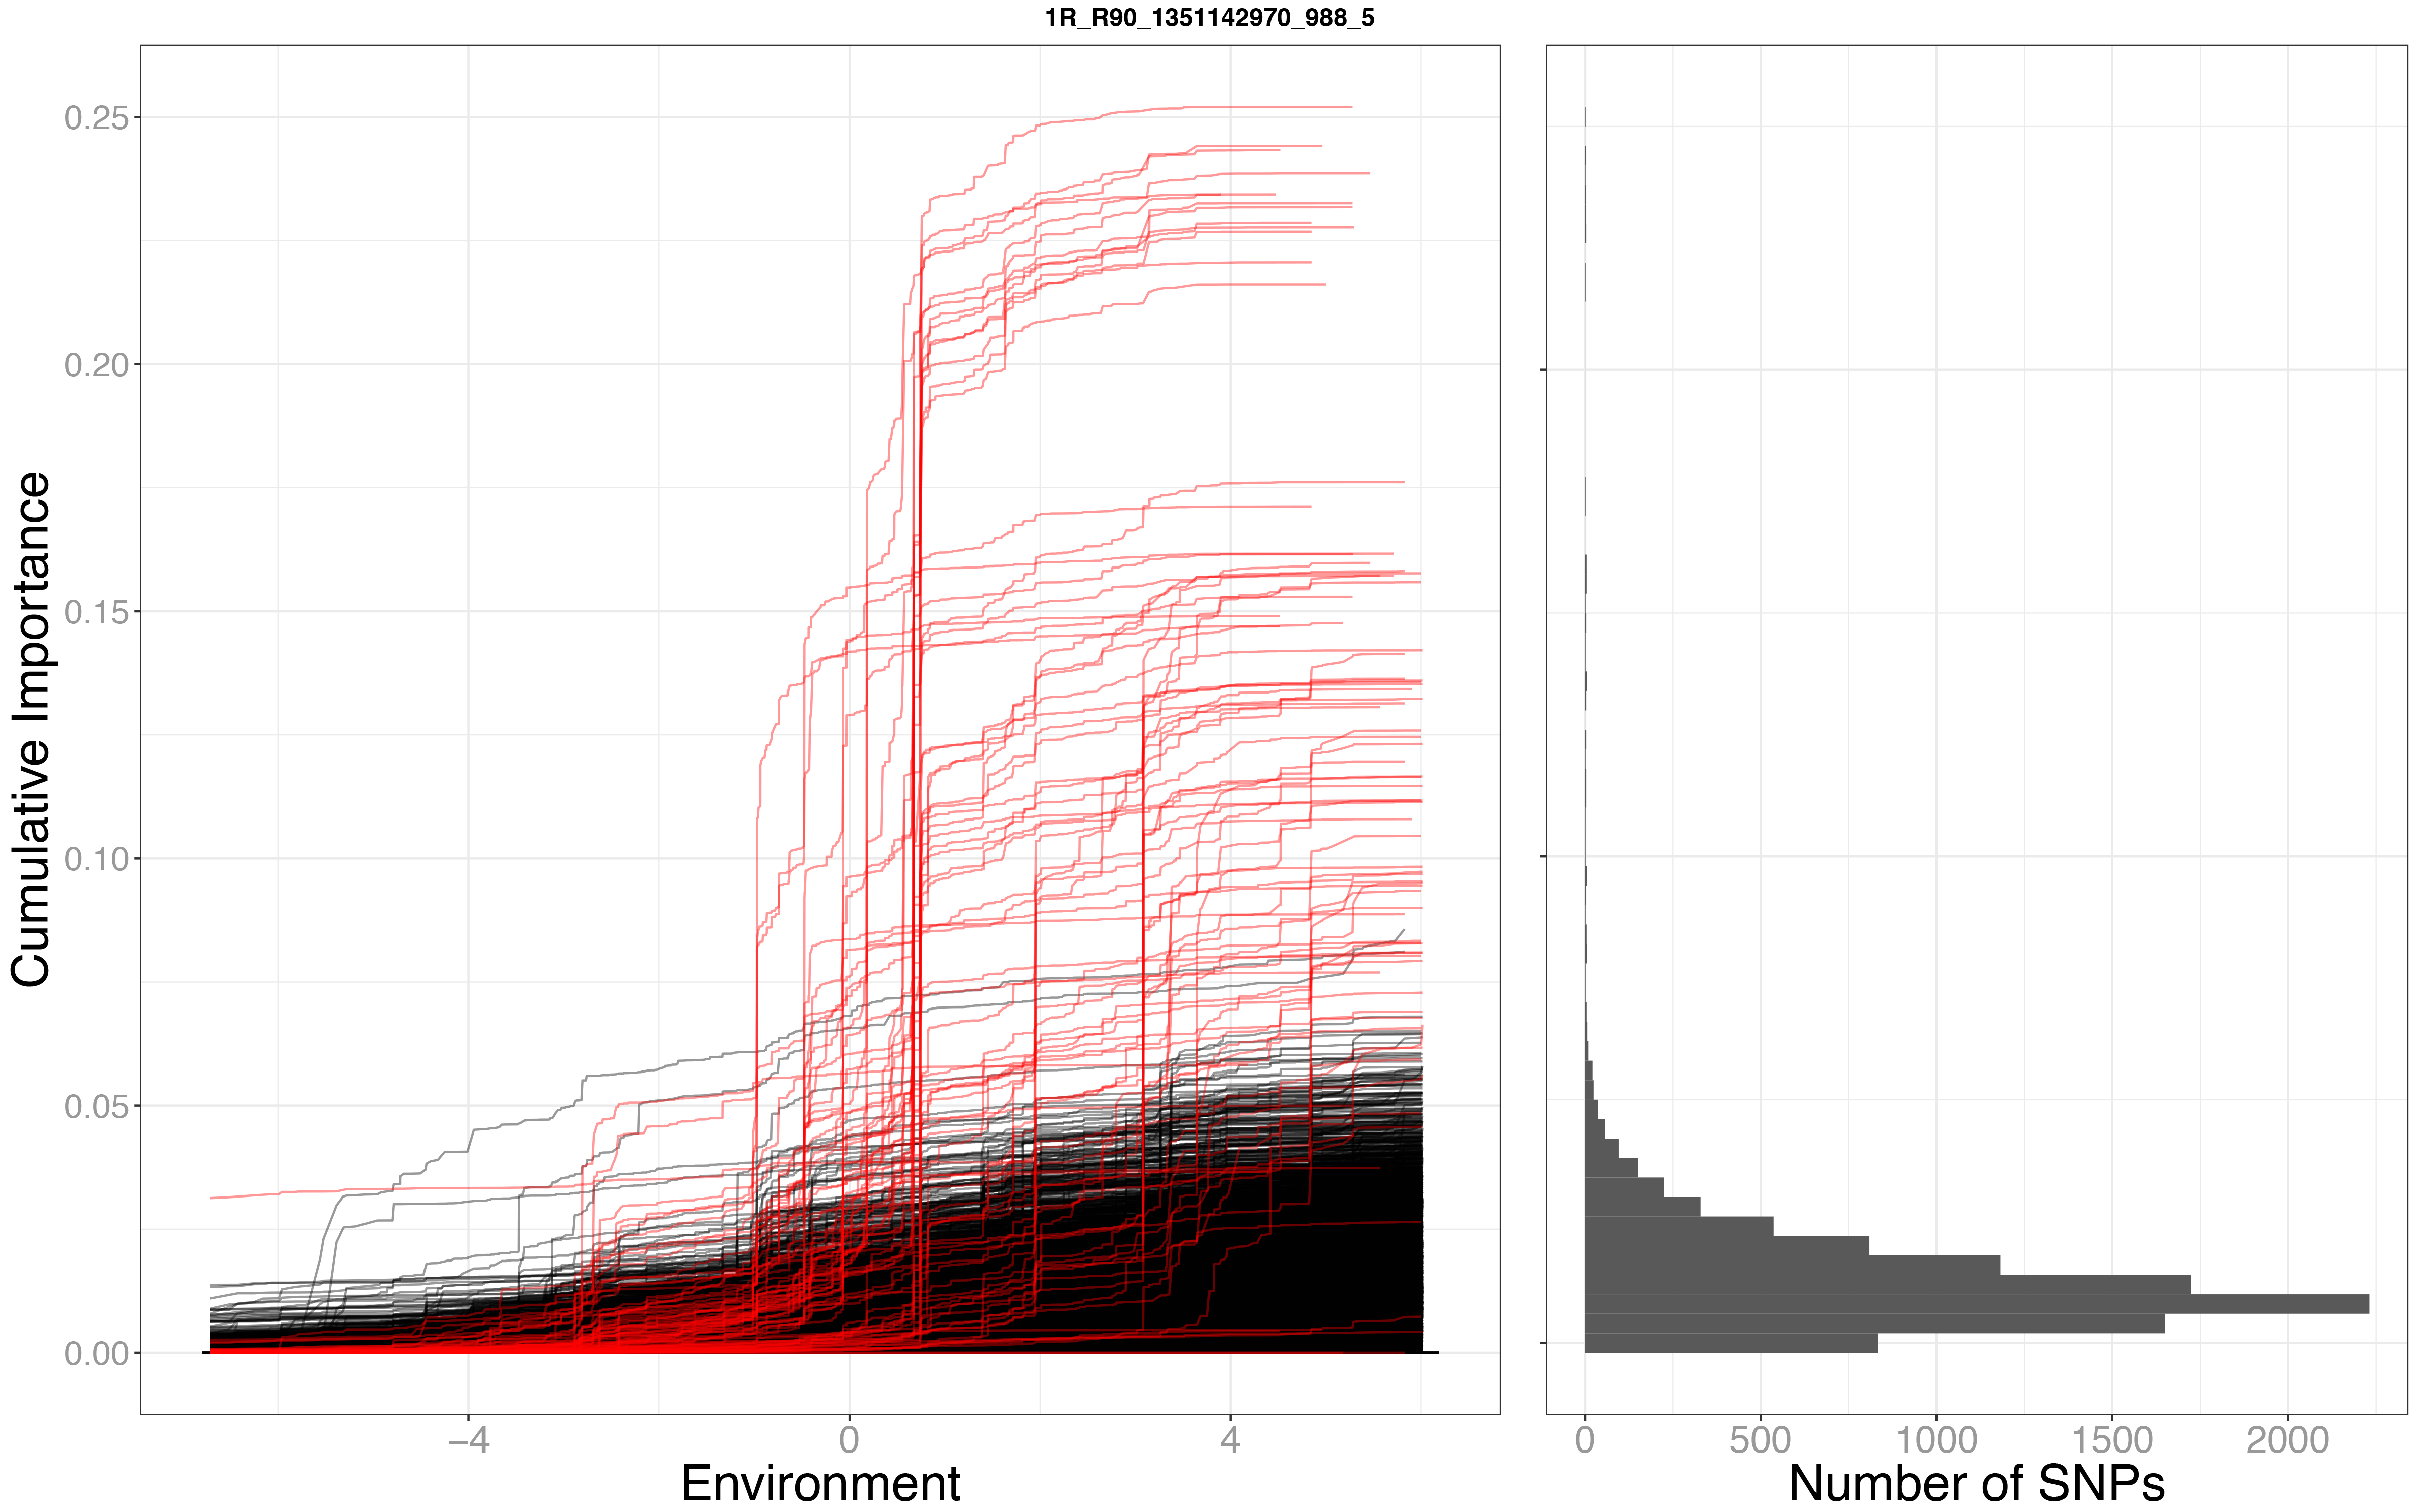 1R_R90_1351142970_988_5
Cumulative Importance
0.25
0.20
0.15
0.10
0.05
0.00
−4 0 4
Environment
0 500 1000 1500 2000
Number of SNPs